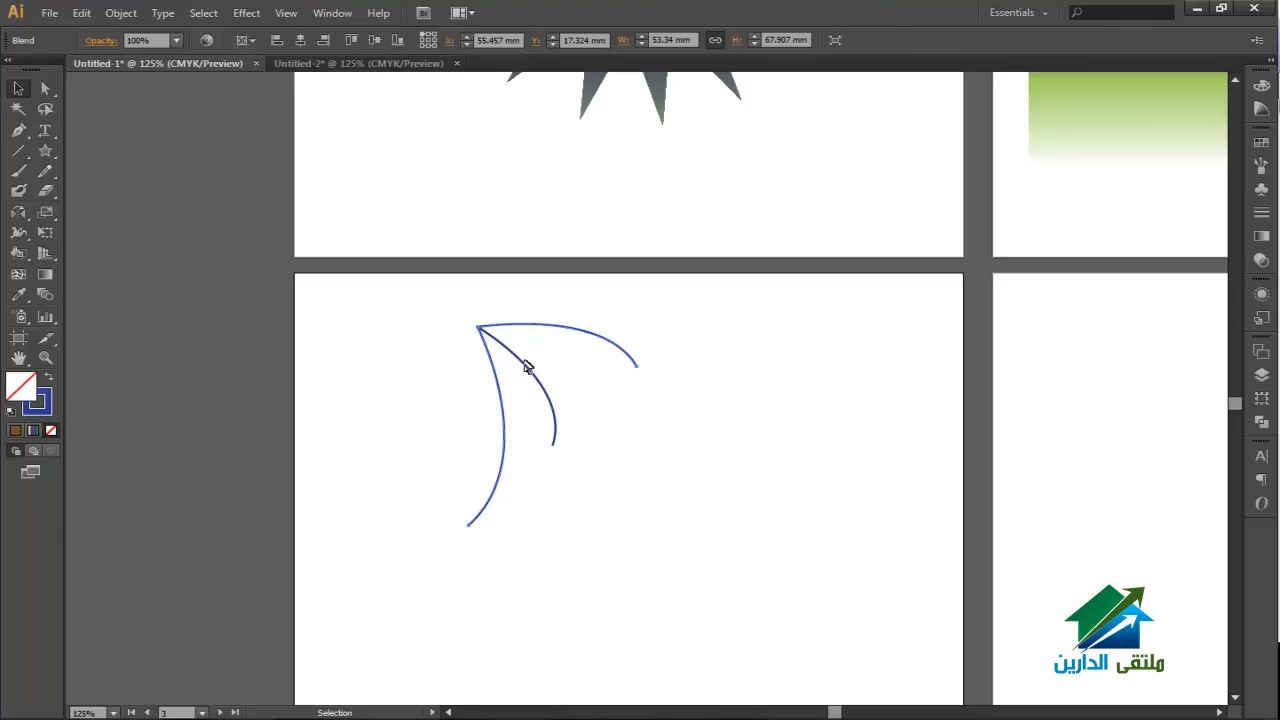 Ai File Edit Object Type Select Effect View Window Help Br Essentials
Blend Opacity: 100% X: 55.457 mm Y: 17.324 mm W: 53.34 mm H: 67.907 mm
Untitled-1* @ 125% (CMYK/Preview) × Untitled-2* @ 125% (CMYK/Preview) ×
ملتقى الدارين
125% 3 Selection